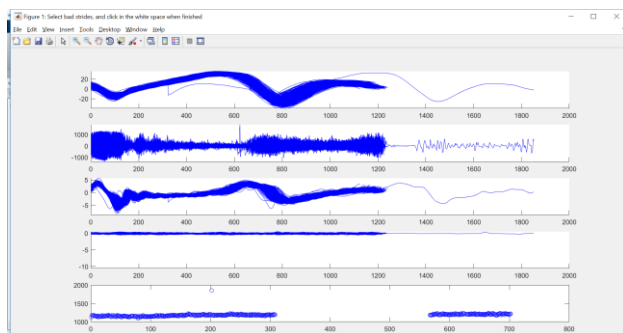 Figure 1: Select bad strides, and click in the white space when finished
File Edit View Insert Tools Desktop Window Help
20
0
-20
0 200 400 600 800 1000 1200 1400 1600 1800 2000
1000
0
-1000
0 200 400 600 800 1000 1200 1400 1600 1800 2000
5
0
-5
0 200 400 600 800 1000 1200 1400 1600 1800 2000
0
-5
-10
0 200 400 600 800 1000 1200 1400 1600 1800 2000
2000
1500
1000
0 100 200 300 400 500 600 700 800